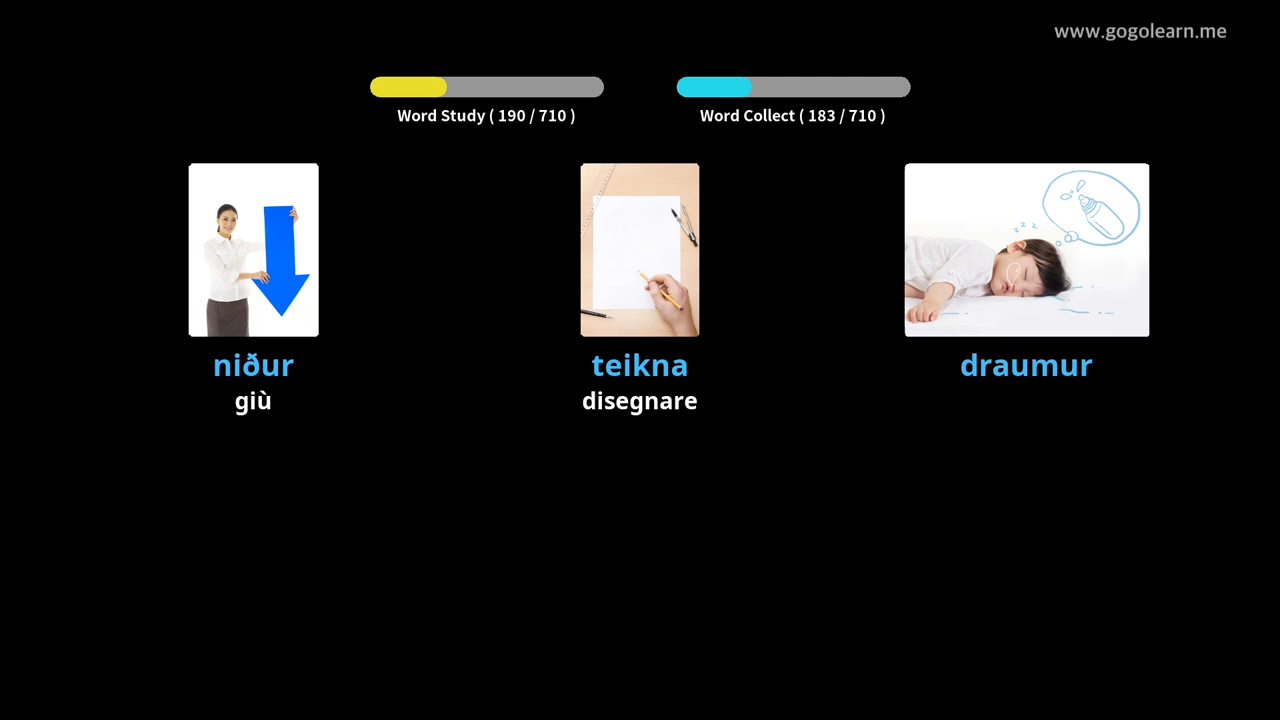 www.gogolearn.me
Word Study ( 190 / 710 )
Word Collect ( 183 / 710 )
niður
giù
teikna
disegnare
draumur